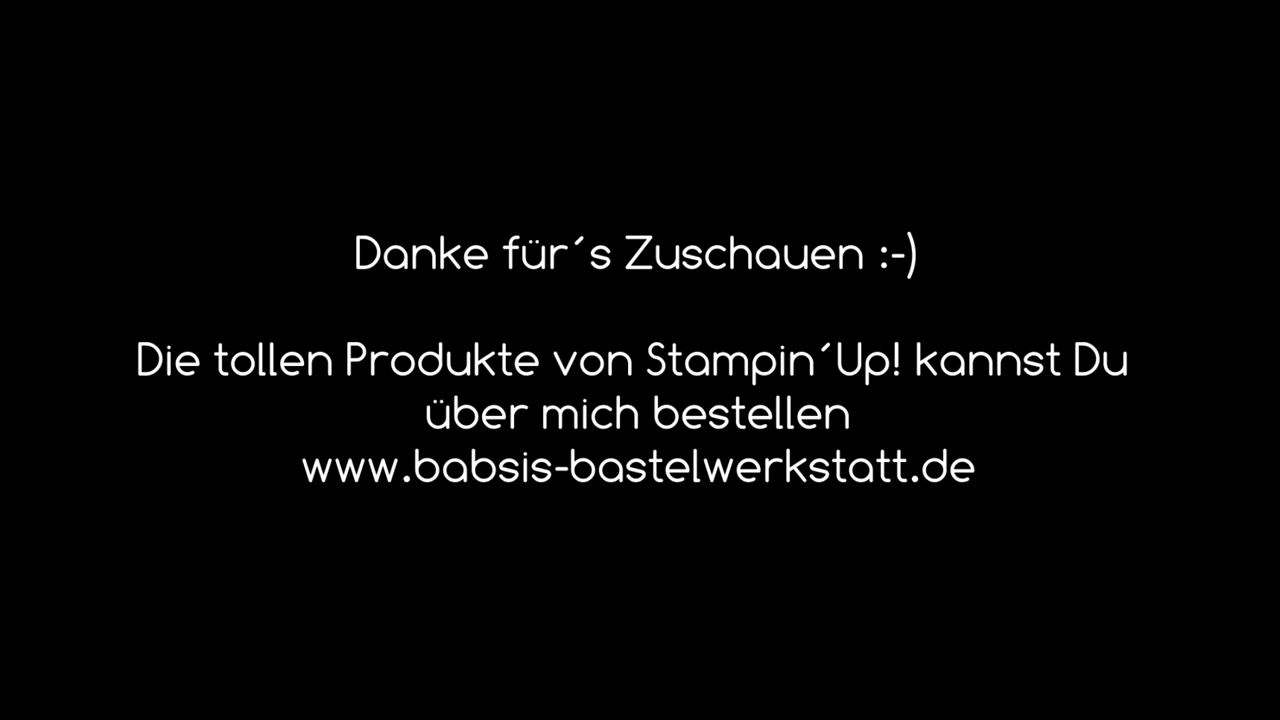 Danke für´s Zuschauen :-)
Die tollen Produkte von Stampin´Up! kannst Du
über mich bestellen
www.babsis-bastelwerkstatt.de